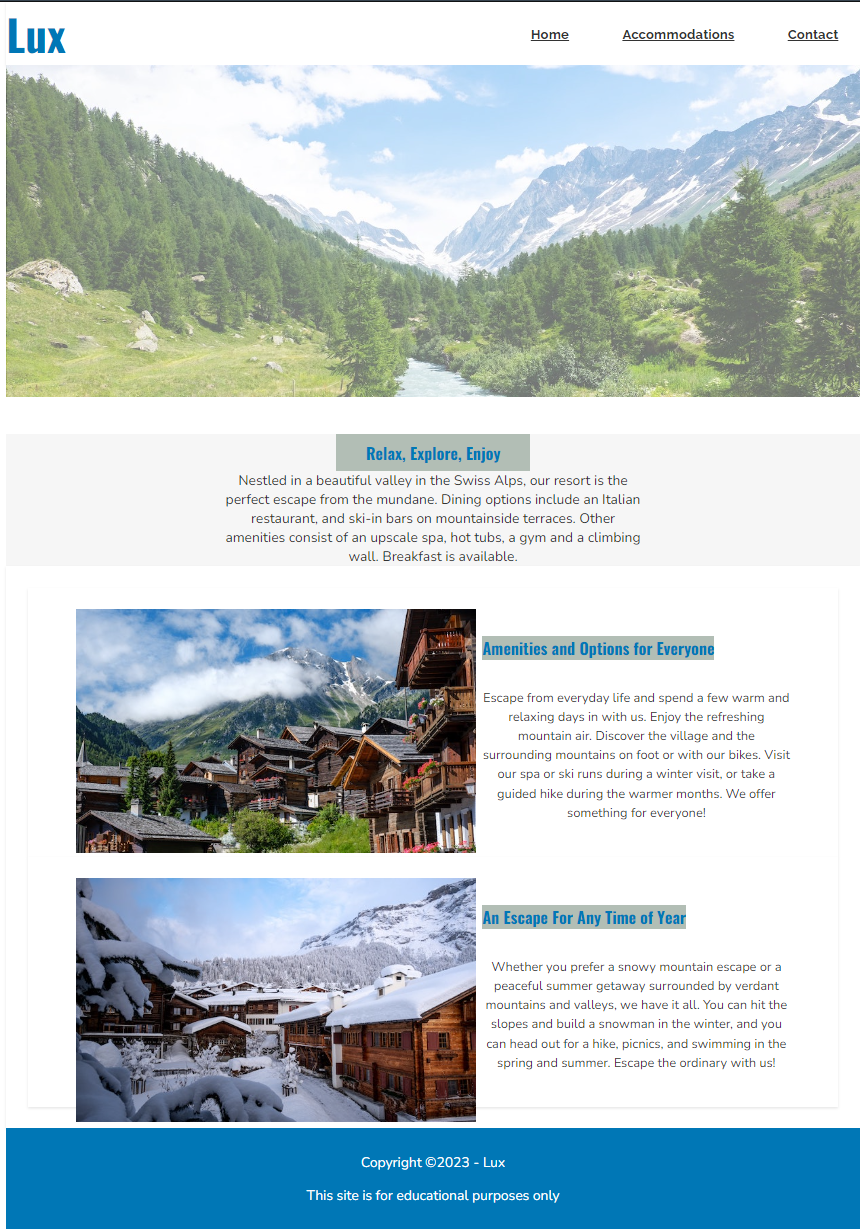 Lux
Home Accommodations Contact
Relax, Explore, Enjoy
Nestled in a beautiful valley in the Swiss Alps, our resort is the
perfect escape from the mundane. Dining options include an Italian
restaurant, and ski-in bars on mountainside terraces. Other
amenities consist of an upscale spa, hot tubs, a gym and a climbing
wall. Breakfast is available.
Amenities and Options for Everyone
Escape from everyday life and spend a few warm and
relaxing days in with us. Enjoy the refreshing
mountain air. Discover the village and the
surrounding mountains on foot or with our bikes. Visit
our spa or ski runs during a winter visit, or take a
guided hike during the warmer months. We offer
something for everyone!
An Escape For Any Time of Year
Whether you prefer a snowy mountain escape or a
peaceful summer getaway surrounded by verdant
mountains and valleys, we have it all. You can hit the
slopes and build a snowman in the winter, and you
can head out for a hike, picnics, and swimming in the
spring and summer. Escape the ordinary with us!
Copyright ©2023 - Lux
This site is for educational purposes only